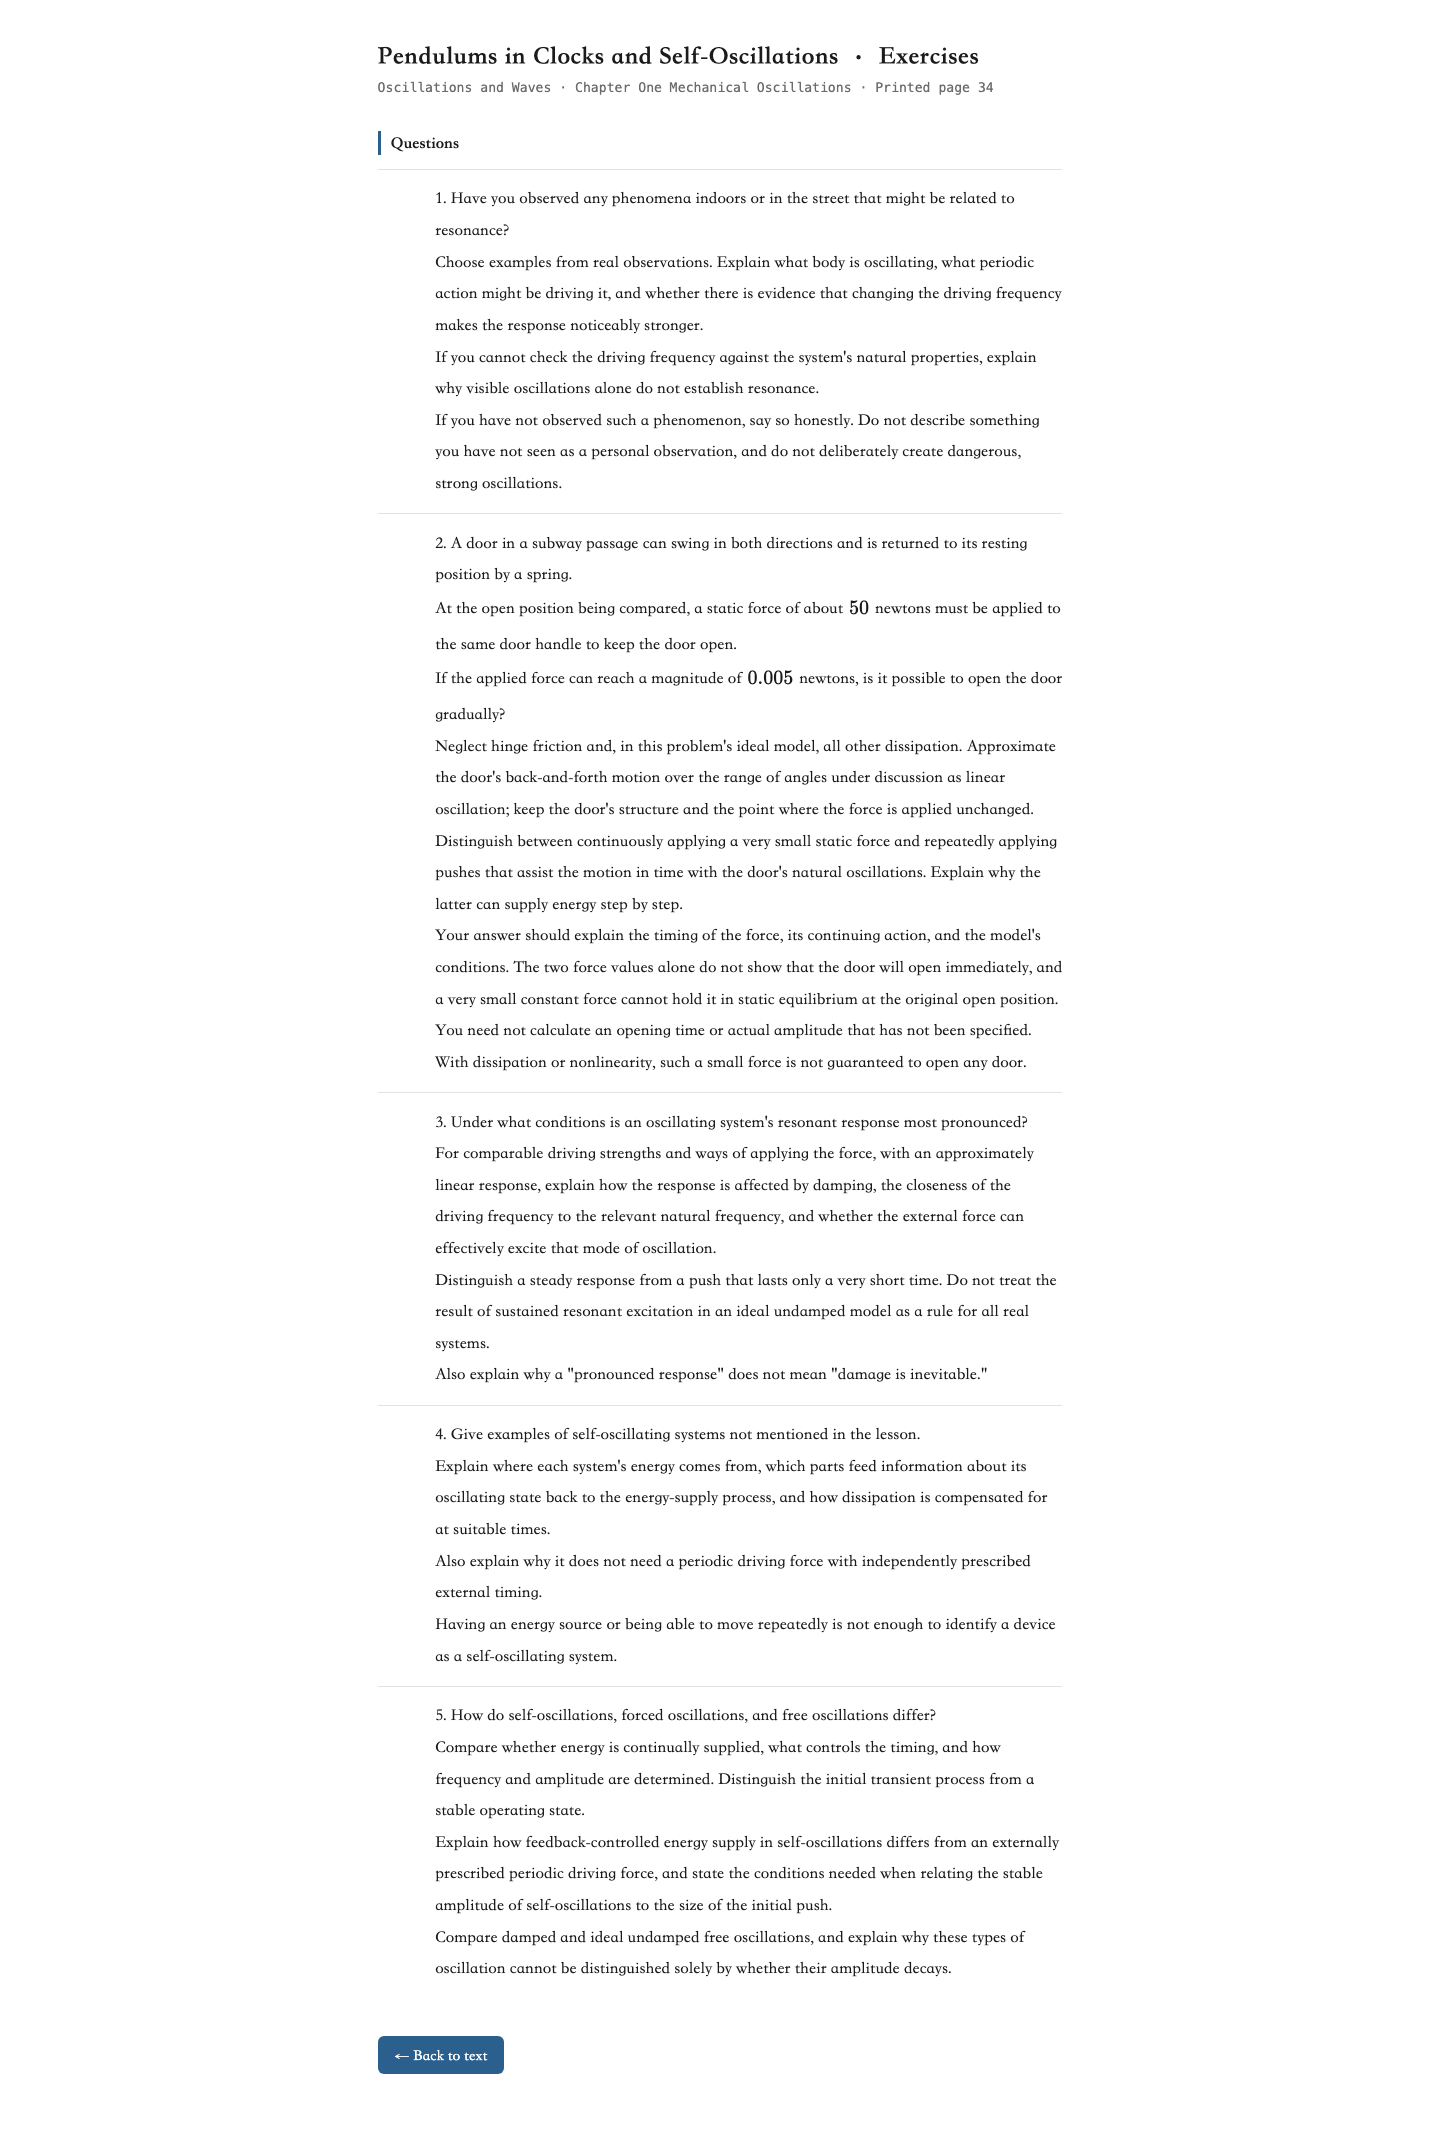 Pendulums in Clocks and Self-Oscillations · Exercises
Oscillations and Waves · Chapter One Mechanical Oscillations · Printed page 34
Questions
1. Have you observed any phenomena indoors or in the street that might be related to
resonance?
Choose examples from real observations. Explain what body is oscillating, what periodic
action might be driving it, and whether there is evidence that changing the driving frequency
makes the response noticeably stronger.
If you cannot check the driving frequency against the system's natural properties, explain
why visible oscillations alone do not establish resonance.
If you have not observed such a phenomenon, say so honestly. Do not describe something
you have not seen as a personal observation, and do not deliberately create dangerous,
strong oscillations.
2. A door in a subway passage can swing in both directions and is returned to its resting
position by a spring.
At the open position being compared, a static force of about 50 newtons must be applied to
the same door handle to keep the door open.
If the applied force can reach a magnitude of 0.005 newtons, is it possible to open the door
gradually?
Neglect hinge friction and, in this problem's ideal model, all other dissipation. Approximate
the door's back-and-forth motion over the range of angles under discussion as linear
oscillation; keep the door's structure and the point where the force is applied unchanged.
Distinguish between continuously applying a very small static force and repeatedly applying
pushes that assist the motion in time with the door's natural oscillations. Explain why the
latter can supply energy step by step.
Your answer should explain the timing of the force, its continuing action, and the model's
conditions. The two force values alone do not show that the door will open immediately, and
a very small constant force cannot hold it in static equilibrium at the original open position.
You need not calculate an opening time or actual amplitude that has not been specified.
With dissipation or nonlinearity, such a small force is not guaranteed to open any door.
3. Under what conditions is an oscillating system's resonant response most pronounced?
For comparable driving strengths and ways of applying the force, with an approximately
linear response, explain how the response is affected by damping, the closeness of the
driving frequency to the relevant natural frequency, and whether the external force can
effectively excite that mode of oscillation.
Distinguish a steady response from a push that lasts only a very short time. Do not treat the
result of sustained resonant excitation in an ideal undamped model as a rule for all real
systems.
Also explain why a "pronounced response" does not mean "damage is inevitable."
4. Give examples of self-oscillating systems not mentioned in the lesson.
Explain where each system's energy comes from, which parts feed information about its
oscillating state back to the energy-supply process, and how dissipation is compensated for
at suitable times.
Also explain why it does not need a periodic driving force with independently prescribed
external timing.
Having an energy source or being able to move repeatedly is not enough to identify a device
as a self-oscillating system.
5. How do self-oscillations, forced oscillations, and free oscillations differ?
Compare whether energy is continually supplied, what controls the timing, and how
frequency and amplitude are determined. Distinguish the initial transient process from a
stable operating state.
Explain how feedback-controlled energy supply in self-oscillations differs from an externally
prescribed periodic driving force, and state the conditions needed when relating the stable
amplitude of self-oscillations to the size of the initial push.
Compare damped and ideal undamped free oscillations, and explain why these types of
oscillation cannot be distinguished solely by whether their amplitude decays.
← Back to text